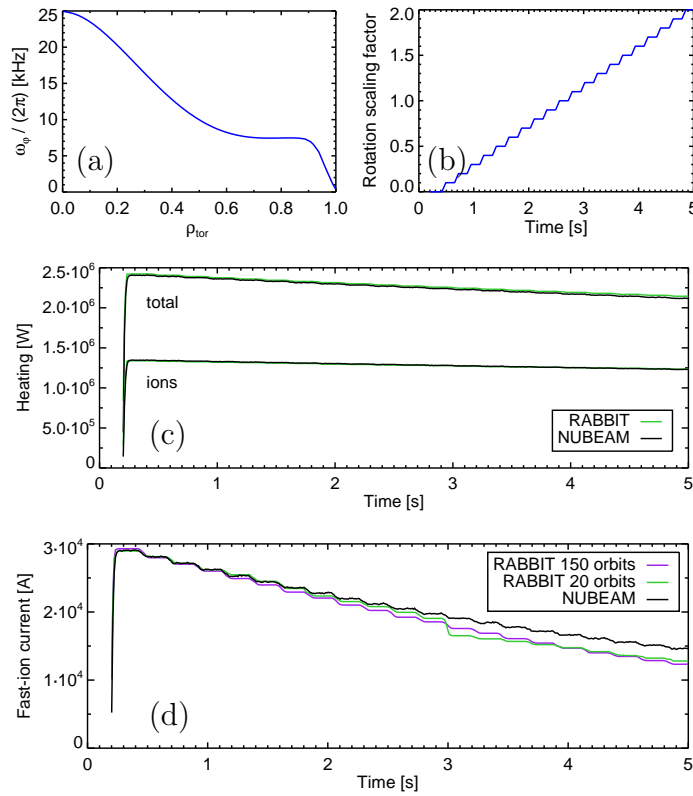 ω_φ / (2π) [kHz]
25
20
15
10
5
0
(a)
0.0 0.2 0.4 0.6 0.8 1.0
ρ_tor
Rotation scaling factor
2.0
1.5
1.0
0.5
0.0
(b)
0 1 2 3 4 5
Time [s]
Heating [W]
2.5·10⁶
2.0·10⁶
1.5·10⁶
1.0·10⁶
5.0·10⁵
0
total
ions
(c)
RABBIT
NUBEAM
0 1 2 3 4 5
Time [s]
Fast-ion current [A]
3·10⁴
2·10⁴
1·10⁴
0
(d)
RABBIT 150 orbits
RABBIT 20 orbits
NUBEAM
0 1 2 3 4 5
Time [s]